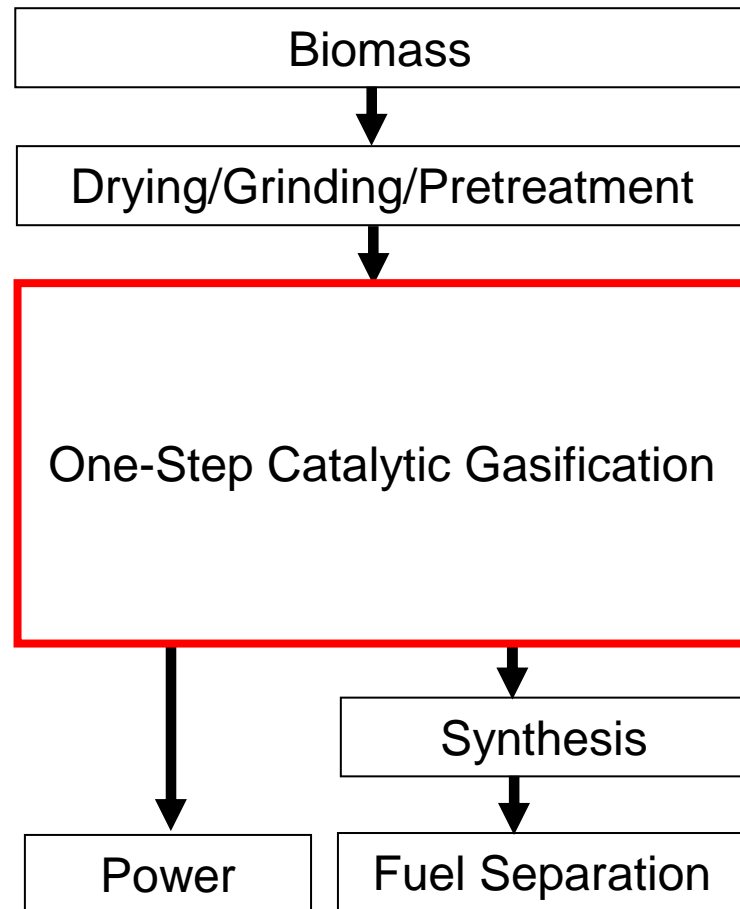 Biomass
Drying/Grinding/Pretreatment
One-Step Catalytic Gasification
Synthesis
Power
Fuel Separation